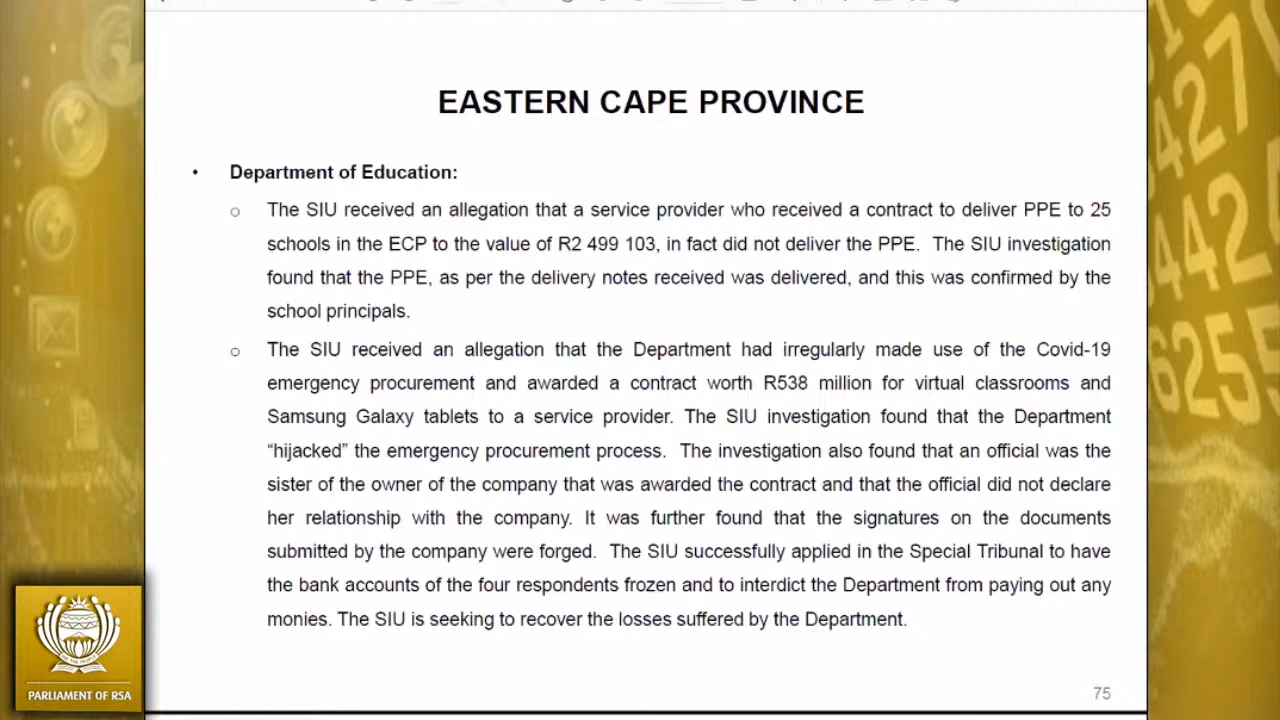 EASTERN CAPE PROVINCE
• Department of Education:
o The SIU received an allegation that a service provider who received a contract to deliver PPE to 25
schools in the ECP to the value of R2 499 103, in fact did not deliver the PPE. The SIU investigation
found that the PPE, as per the delivery notes received was delivered, and this was confirmed by the
school principals.
o The SIU received an allegation that the Department had irregularly made use of the Covid-19
emergency procurement and awarded a contract worth R538 million for virtual classrooms and
Samsung Galaxy tablets to a service provider. The SIU investigation found that the Department
“hijacked” the emergency procurement process. The investigation also found that an official was the
sister of the owner of the company that was awarded the contract and that the official did not declare
her relationship with the company. It was further found that the signatures on the documents
submitted by the company were forged. The SIU successfully applied in the Special Tribunal to have
the bank accounts of the four respondents frozen and to interdict the Department from paying out any
monies. The SIU is seeking to recover the losses suffered by the Department.
75
PARLIAMENT OF RSA